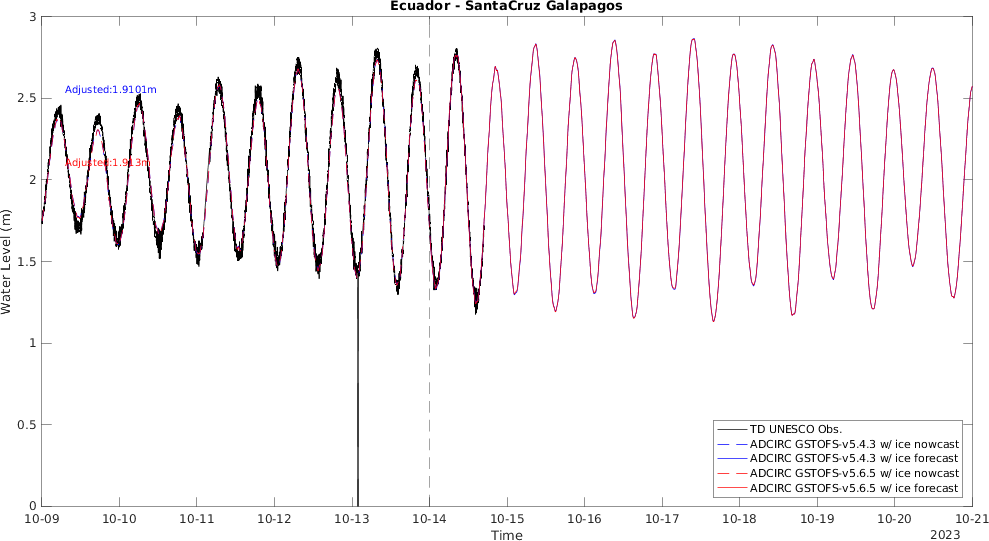 Ecuador - SantaCruz Galapagos
3
2.5
2
1.5
1
0.5
0
Water Level (m)
Adjusted:1.9101m
Adjusted:1.913m
TD UNESCO Obs.
ADCIRC GSTOFS-v5.4.3 w/ ice nowcast
ADCIRC GSTOFS-v5.4.3 w/ ice forecast
ADCIRC GSTOFS-v5.6.5 w/ ice nowcast
ADCIRC GSTOFS-v5.6.5 w/ ice forecast
10-09 10-10 10-11 10-12 10-13 10-14 10-15 10-16 10-17 10-18 10-19 10-20 10-21
Time
2023